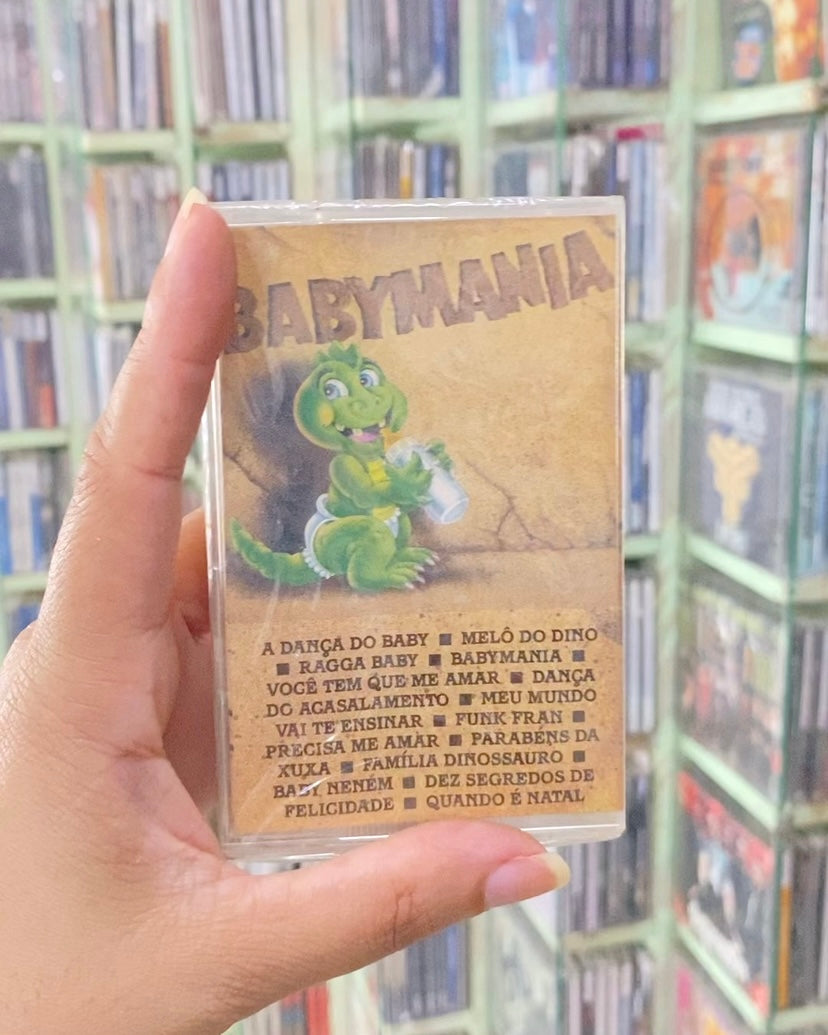 BABYMANIA
A DANÇA DO BABY ■ MELÔ DO DINO
■ RAGGA BABY ■ BABYMANIA ■
VOCÊ TEM QUE ME AMAR ■ DANÇA
DO ACASALAMENTO ■ MEU MUNDO
VAI TE ENSINAR ■ FUNK FRAN ■
PRECISA ME AMAR ■ PARABÉNS DA
XUXA ■ FAMÍLIA DINOSSAURO ■
BABY NENÉM ■ DEZ SEGREDOS DE
FELICIDADE ■ QUANDO É NATAL